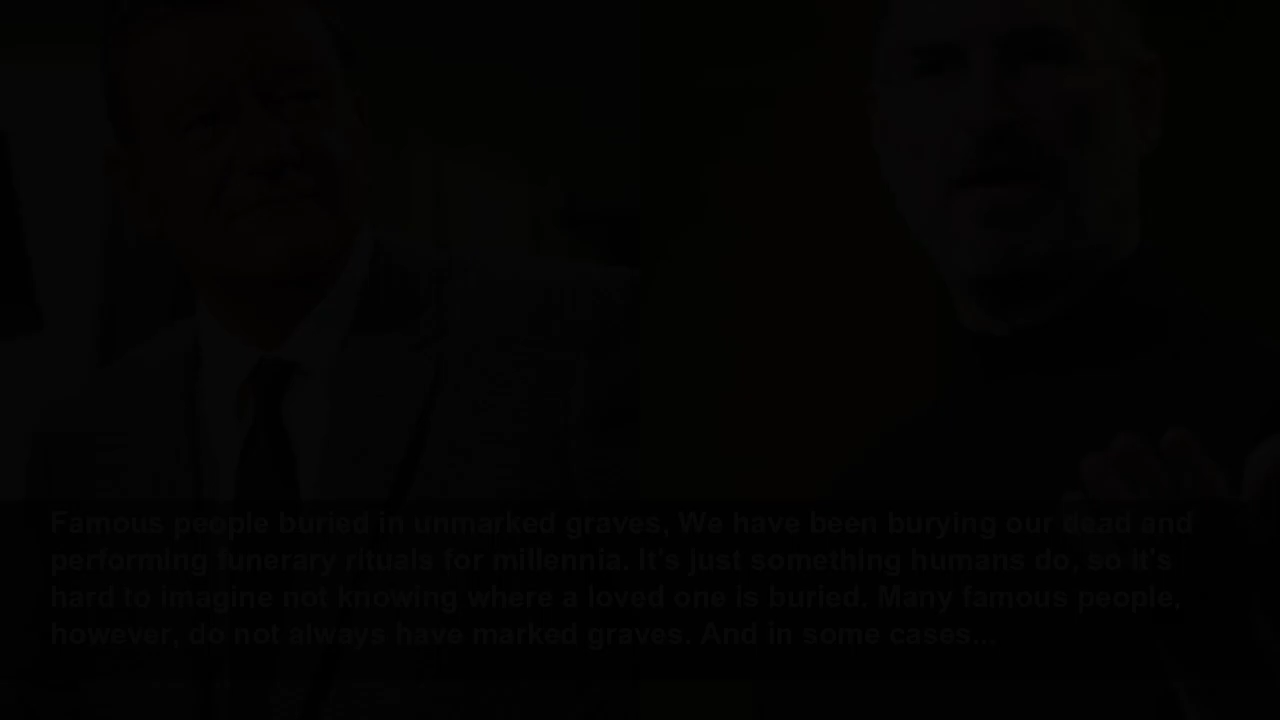 Famous people buried in unmarked graves, We have been burying our dead and
performing funerary rituals for millennia. It's just something humans do, so it's
hard to imagine not knowing where a loved one is buried. Many famous people,
however, do not always have marked graves. And in some cases...